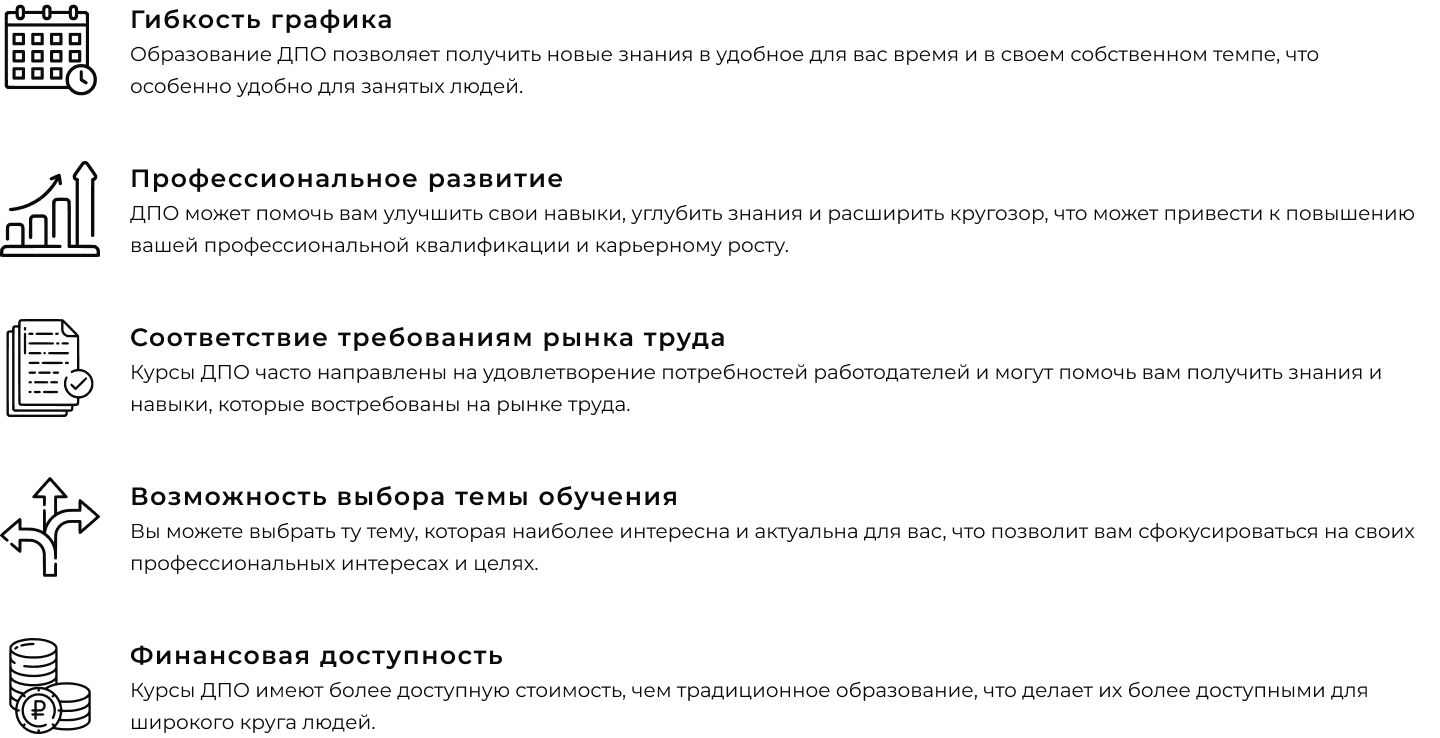 Гибкость графика
Образование ДПО позволяет получить новые знания в удобное для вас время и в своем собственном темпе, что
особенно удобно для занятых людей.
Профессиональное развитие
ДПО может помочь вам улучшить свои навыки, углубить знания и расширить кругозор, что может привести к повышению
вашей профессиональной квалификации и карьерному росту.
Соответствие требованиям рынка труда
Курсы ДПО часто направлены на удовлетворение потребностей работодателей и могут помочь вам получить знания и
навыки, которые востребованы на рынке труда.
Возможность выбора темы обучения
Вы можете выбрать ту тему, которая наиболее интересна и актуальна для вас, что позволит вам сфокусироваться на своих
профессиональных интересах и целях.
Финансовая доступность
Курсы ДПО имеют более доступную стоимость, чем традиционное образование, что делает их более доступными для
широкого круга людей.